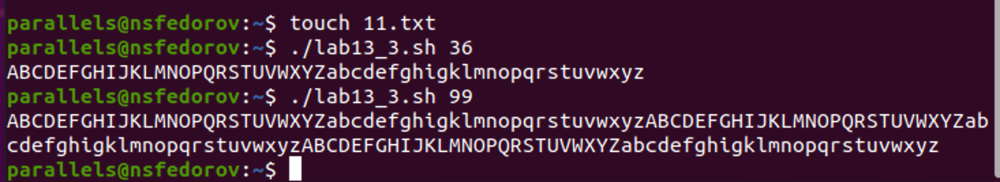 parallels@nsfedorov:~$ touch 11.txt
parallels@nsfedorov:~$ ./lab13_3.sh 36
ABCDEFGHIJKLMNOPQRSTUVWXYZabcdefghigklmnopqrstuvwxyz
parallels@nsfedorov:~$ ./lab13_3.sh 99
ABCDEFGHIJKLMNOPQRSTUVWXYZabcdefghigklmnopqrstuvwxyzABCDEFGHIJKLMNOPQRSTUVWXYZab
cdefghigklmnopqrstuvwxyzABCDEFGHIJKLMNOPQRSTUVWXYZabcdefghigklmnopqrstuvwxyz
parallels@nsfedorov:~$